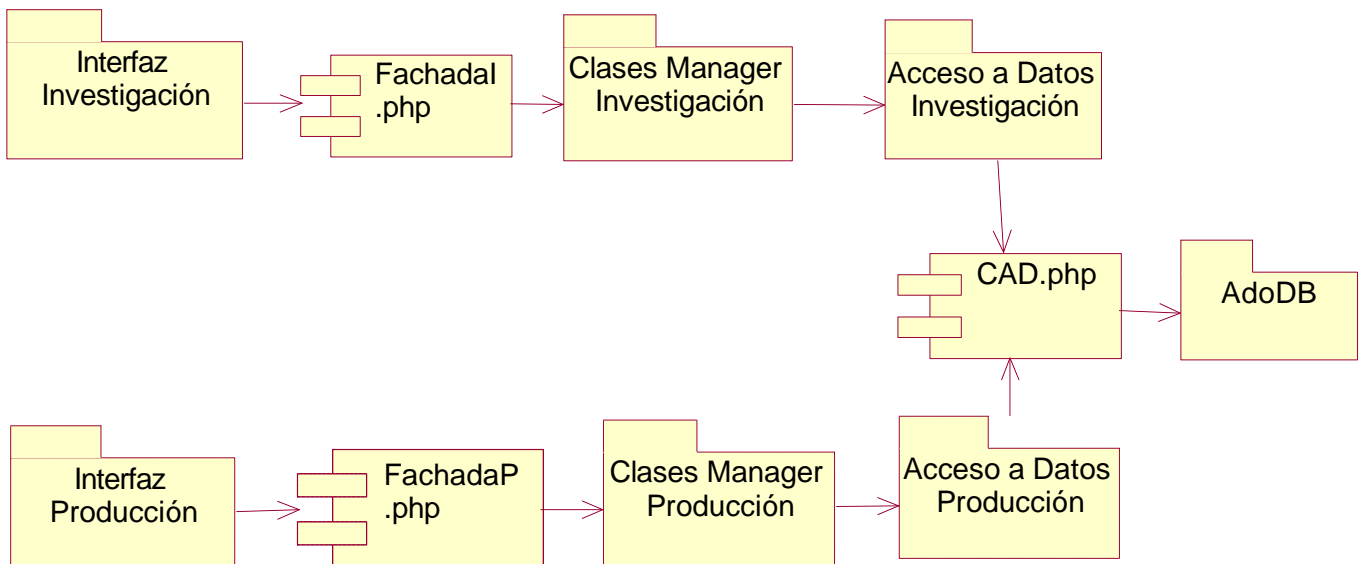 Interfaz
Investigación
FachadaI
.php
Clases Manager
Investigación
Acceso a Datos
Investigación
CAD.php
AdoDB
Interfaz
Producción
FachadaP
.php
Clases Manager
Producción
Acceso a Datos
Producción